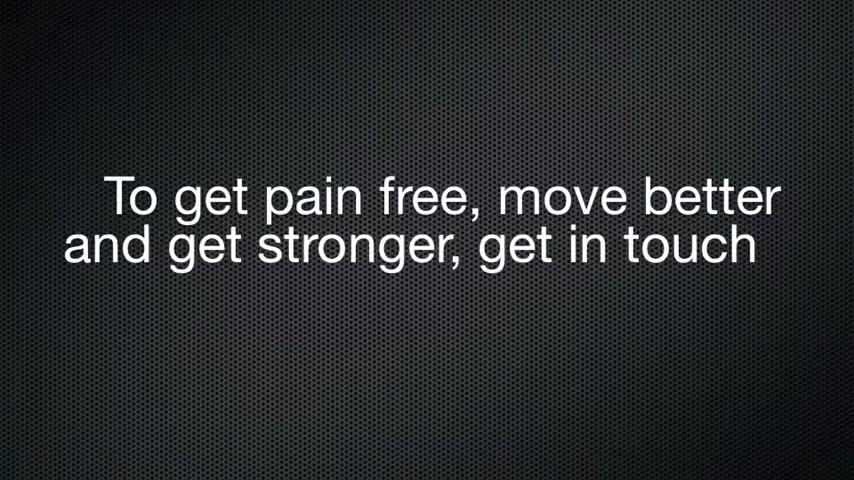 To get pain free, move better
and get stronger, get in touch